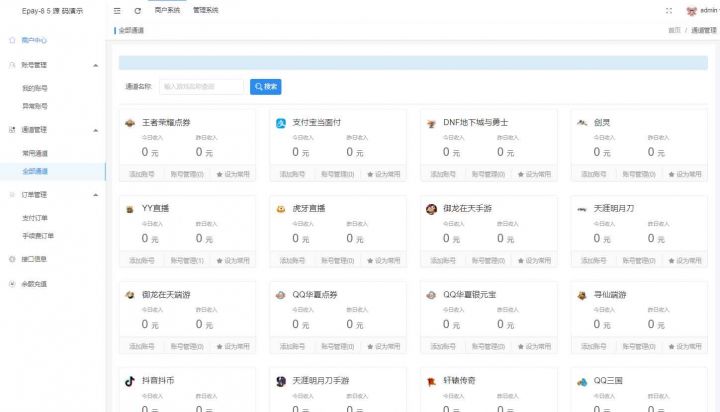 Epay-8 5 源 码演示
商户系统
管理系统
admin
商户中心
账号管理
我的账号
异常账号
通道管理
常用通道
全部通道
订单管理
支付订单
手续费订单
接口信息
余额充值
全部通道
首页 / 通道管理
通道名称:
输入游戏名称查询
搜索
王者荣耀点券
支付宝当面付
DNF地下城与勇士
创灵
今日收入 昨日收入 今日收入 昨日收入 今日收入 昨日收入 今日收入 昨日收入
0 元 0 元 0 元 0 元 0 元 0 元 0 元 0 元
添加账号 账号管理(0) 设为常用 添加账号 账号管理(0) 设为常用 添加账号 账号管理(0) 设为常用 添加账号 账号管理(0) 设为常用
YY直播
虎牙直播
御龙在天手游
天涯明月刀
今日收入 昨日收入 今日收入 昨日收入 今日收入 昨日收入 今日收入 昨日收入
0 元 0 元 0 元 0 元 0 元 0 元 0 元 0 元
添加账号 账号管理(1) 设为常用 添加账号 账号管理(0) 设为常用 添加账号 账号管理(0) 设为常用 添加账号 账号管理(0) 设为常用
御龙在天端游
QQ华夏点券
QQ华夏银元宝
寻仙端游
今日收入 昨日收入 今日收入 昨日收入 今日收入 昨日收入 今日收入 昨日收入
0 元 0 元 0 元 0 元 0 元 0 元 0 元 0 元
添加账号 账号管理(0) 设为常用 添加账号 账号管理(0) 设为常用 添加账号 账号管理(0) 设为常用 添加账号 账号管理(0) 设为常用
抖音抖币
天涯明月刀手游
轩辕传奇
QQ三国
今日收入 昨日收入 今日收入 昨日收入 今日收入 昨日收入 今日收入 昨日收入
0 元 0 元 0 元 0 元 0 元 0 元 0 元 0 元